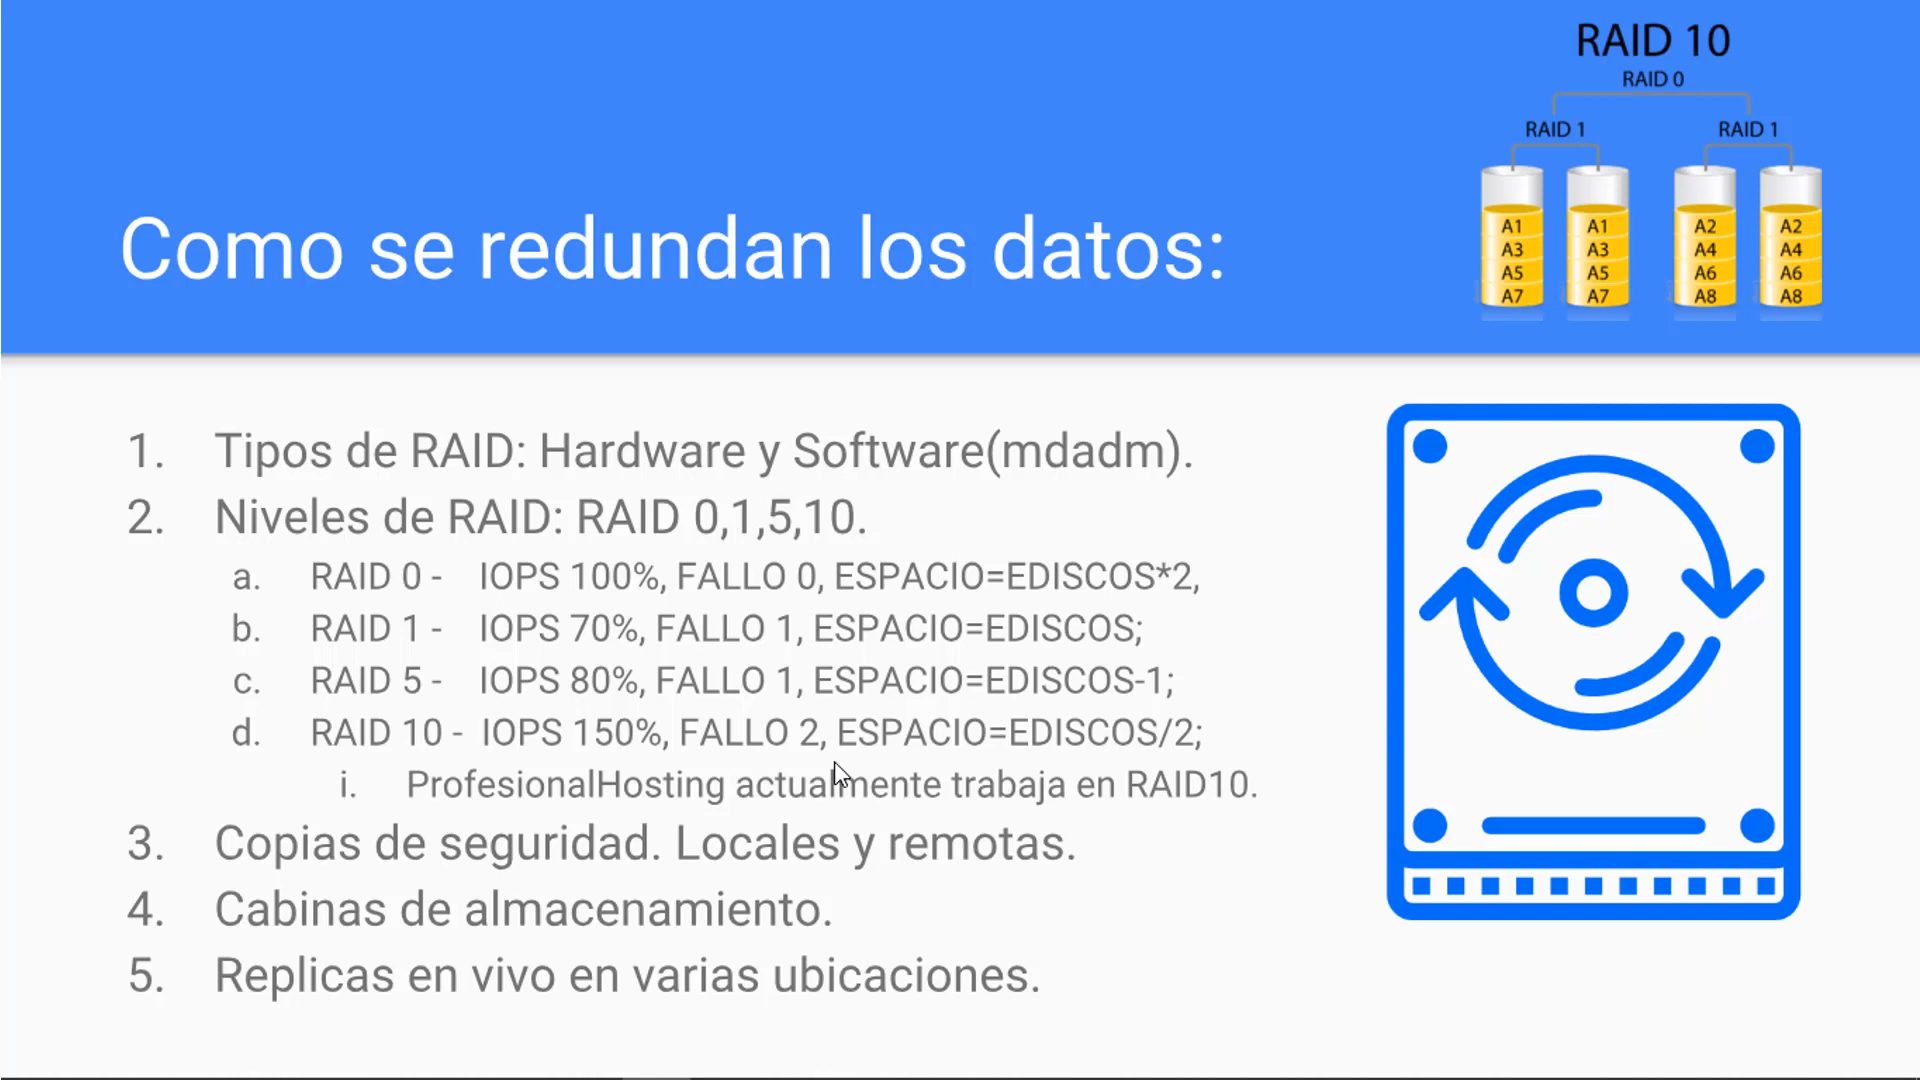 RAID 10
RAID 0
RAID 1 RAID 1
A1 A1 A2 A2
A3 A3 A4 A4
A5 A5 A6 A6
A7 A7 A8 A8
Como se redundan los datos:
1. Tipos de RAID: Hardware y Software(mdadm).
2. Niveles de RAID: RAID 0,1,5,10.
a. RAID 0 - IOPS 100%, FALLO 0, ESPACIO=EDISCOS*2,
b. RAID 1 - IOPS 70%, FALLO 1, ESPACIO=EDISCOS;
c. RAID 5 - IOPS 80%, FALLO 1, ESPACIO=EDISCOS-1;
d. RAID 10 - IOPS 150%, FALLO 2, ESPACIO=EDISCOS/2;
i. ProfesionalHosting actualmente trabaja en RAID10.
3. Copias de seguridad. Locales y remotas.
4. Cabinas de almacenamiento.
5. Replicas en vivo en varias ubicaciones.